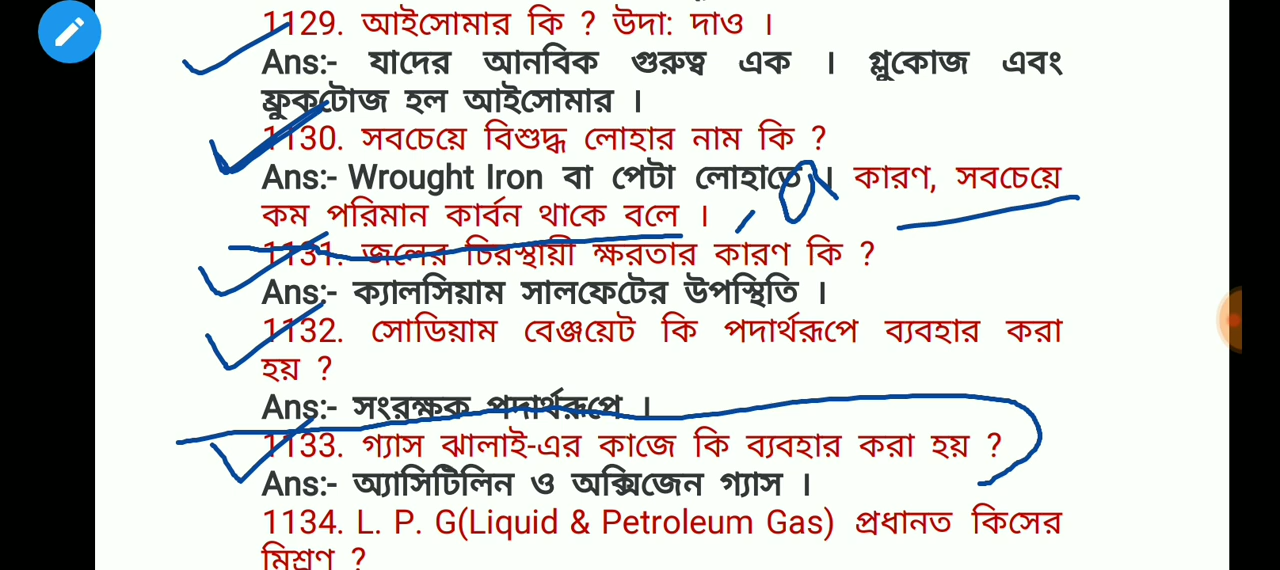 1129. আইসোমার কি ? উদা: দাও ।
Ans:- যাদের আনবিক গুরুত্ব এক । গ্লুকোজ এবং
ফ্রুকটোজ হল আইসোমার ।
1130. সবচেয়ে বিশুদ্ধ লোহার নাম কি ?
Ans:- Wrought Iron বা পেটা লোহাতে । কারণ, সবচেয়ে
কম পরিমান কার্বন থাকে বলে ।
1131. জলের চিরস্থায়ী ক্ষরতার কারণ কি ?
Ans:- ক্যালসিয়াম সালফেটের উপস্থিতি ।
1132. সোডিয়াম বেঞ্জয়েট কি পদার্থরূপে ব্যবহার করা
হয় ?
Ans:- সংরক্ষক পদার্থরূপে ।
1133. গ্যাস ঝালাই-এর কাজে কি ব্যবহার করা হয় ?
Ans:- অ্যাসিটিলিন ও অক্সিজেন গ্যাস ।
1134. L. P. G(Liquid & Petroleum Gas) প্রধানত কিসের
মিশ্রণ ?